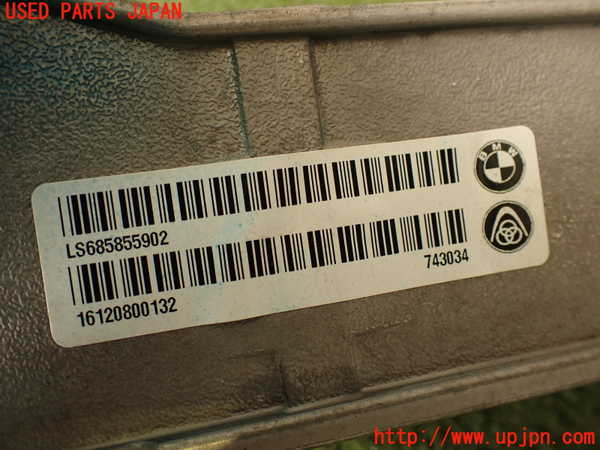 USED PARTS JAPAN
BMW
LS685855902
743034
16120800132
http://www.upjpn.com/